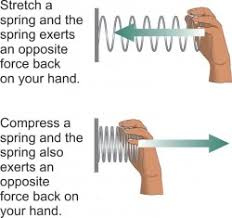 Stretch a
spring and the
spring exerts
an opposite
force back
on your hand.
Compress a
spring and the
spring also
exerts an
opposite
force back on
your hand.